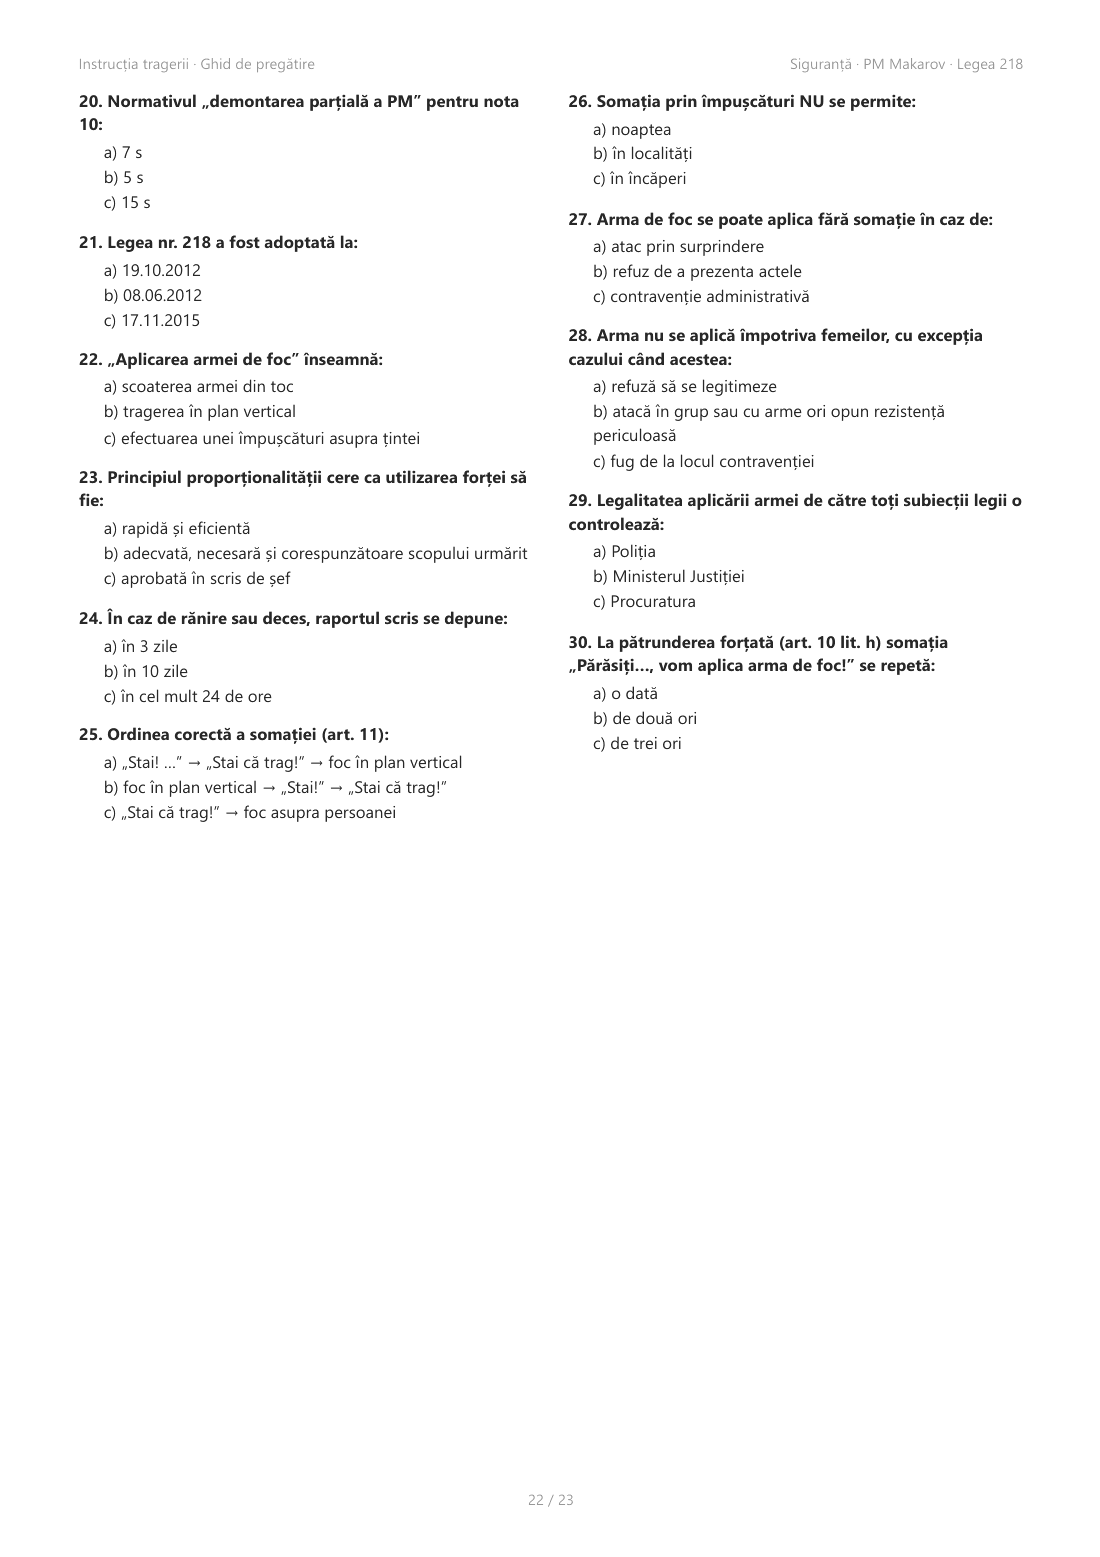 Instrucția tragerii · Ghid de pregătire
Siguranță · PM Makarov · Legea 218
20. Normativul „demontarea parțială a PM” pentru nota
10:
a) 7 s
b) 5 s
c) 15 s
21. Legea nr. 218 a fost adoptată la:
a) 19.10.2012
b) 08.06.2012
c) 17.11.2015
22. „Aplicarea armei de foc” înseamnă:
a) scoaterea armei din toc
b) tragerea în plan vertical
c) efectuarea unei împușcături asupra țintei
23. Principiul proporționalității cere ca utilizarea forței să
fie:
a) rapidă și eficientă
b) adecvată, necesară și corespunzătoare scopului urmărit
c) aprobată în scris de șef
24. În caz de rănire sau deces, raportul scris se depune:
a) în 3 zile
b) în 10 zile
c) în cel mult 24 de ore
25. Ordinea corectă a somației (art. 11):
a) „Stai! …” → „Stai că trag!” → foc în plan vertical
b) foc în plan vertical → „Stai!” → „Stai că trag!”
c) „Stai că trag!” → foc asupra persoanei
26. Somația prin împușcături NU se permite:
a) noaptea
b) în localități
c) în încăperi
27. Arma de foc se poate aplica fără somație în caz de:
a) atac prin surprindere
b) refuz de a prezenta actele
c) contravenție administrativă
28. Arma nu se aplică împotriva femeilor, cu excepția
cazului când acestea:
a) refuză să se legitimeze
b) atacă în grup sau cu arme ori opun rezistență
periculoasă
c) fug de la locul contravenției
29. Legalitatea aplicării armei de către toți subiecții legii o
controlează:
a) Poliția
b) Ministerul Justiției
c) Procuratura
30. La pătrunderea forțată (art. 10 lit. h) somația
„Părăsiți…, vom aplica arma de foc!” se repetă:
a) o dată
b) de două ori
c) de trei ori
22 / 23